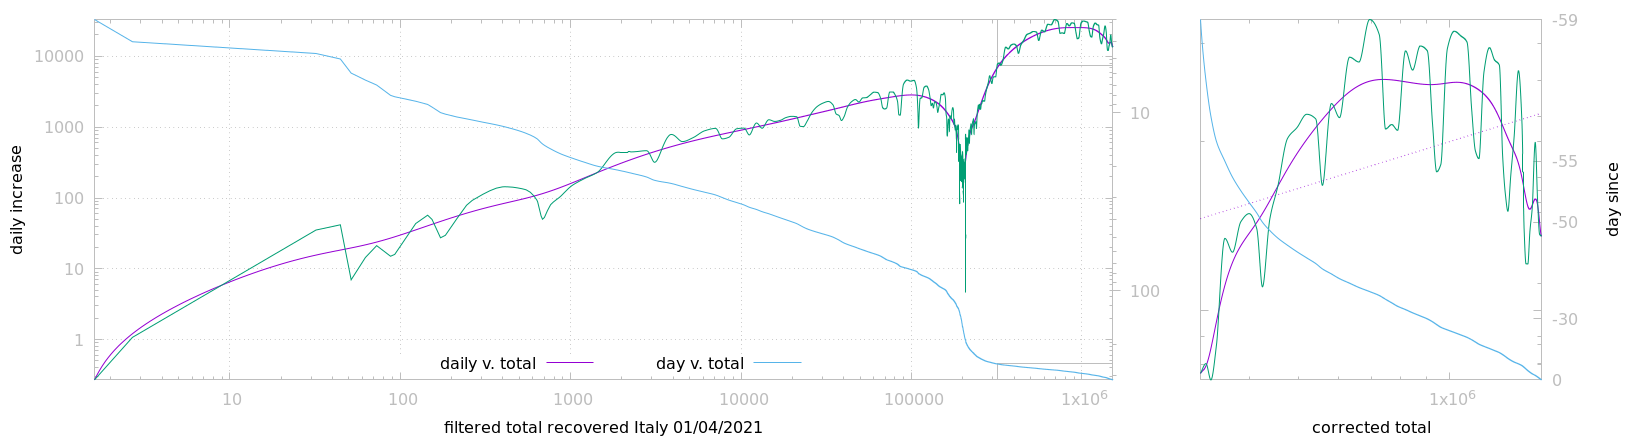 daily increase
10000
1000
100
10
1
10
100
1000
10000
100000
1x10^6
10
100
daily v. total
day v. total
filtered total recovered Italy 01/04/2021
-59
-55
-50
-30
0
day since
1x10^6
corrected total